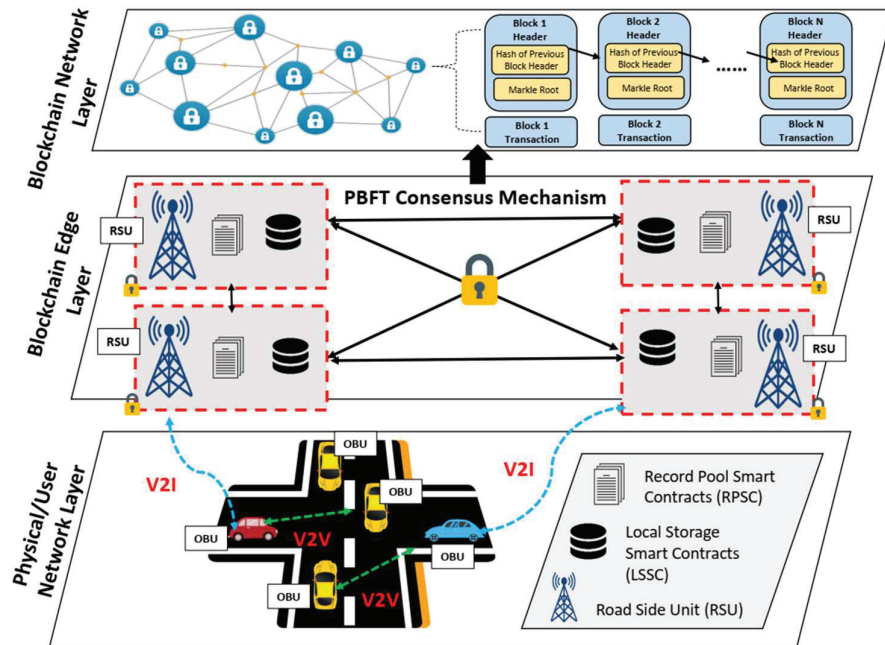 Blockchain Network
Layer
Block 1
Header
Hash of Previous
Block Header
Markle Root
Block 1
Transaction
Block 2
Header
Hash of Previous
Block Header
Markle Root
Block 2
Transaction
......
Block N
Header
Hash of Previous
Block Header
Markle Root
Block N
Transaction
Blockchain Edge
Layer
PBFT Consensus Mechanism
RSU
RSU
RSU
RSU
Physical/User
Network Layer
V2I
V2I
OBU
OBU
OBU
OBU
OBU
V2V
V2V
Record Pool Smart
Contracts (RPSC)
Local Storage
Smart Contracts
(LSSC)
Road Side Unit (RSU)